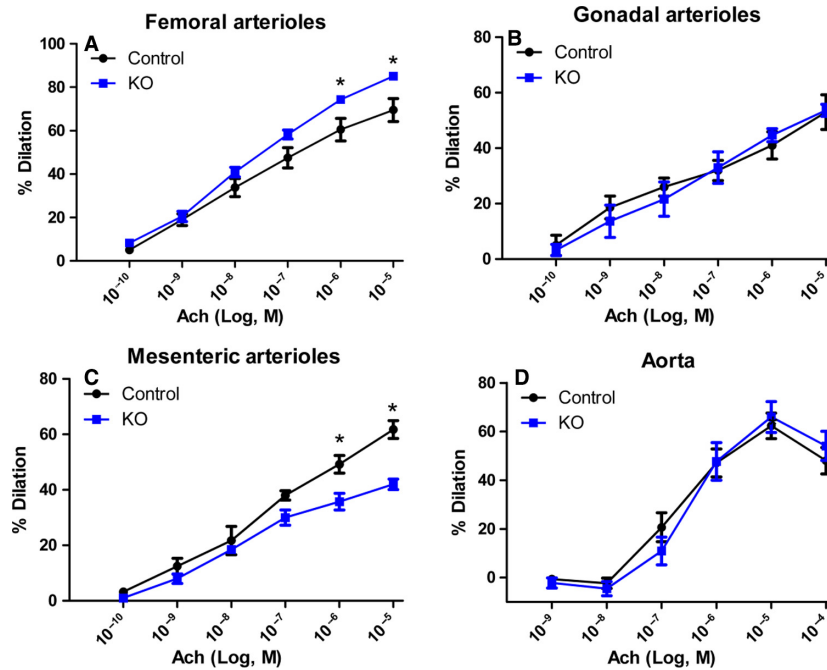 Femoral arterioles
A
Control
KO
*
*
% Dilation
100
80
60
40
20
0
10⁻¹⁰
10⁻⁹
10⁻⁸
10⁻⁷
10⁻⁶
10⁻⁵
Ach (Log, M)
Gonadal arterioles
B
Control
KO
% Dilation
80
60
40
20
0
10⁻¹⁰
10⁻⁹
10⁻⁸
10⁻⁷
10⁻⁶
10⁻⁵
Ach (Log, M)
Mesenteric arterioles
C
Control
KO
*
*
% Dilation
80
60
40
20
0
10⁻¹⁰
10⁻⁹
10⁻⁸
10⁻⁷
10⁻⁶
10⁻⁵
Ach (Log, M)
Aorta
D
Control
KO
% Dilation
80
60
40
20
0
10⁻⁹
10⁻⁸
10⁻⁷
10⁻⁶
10⁻⁵
10⁻⁴
Ach (Log, M)